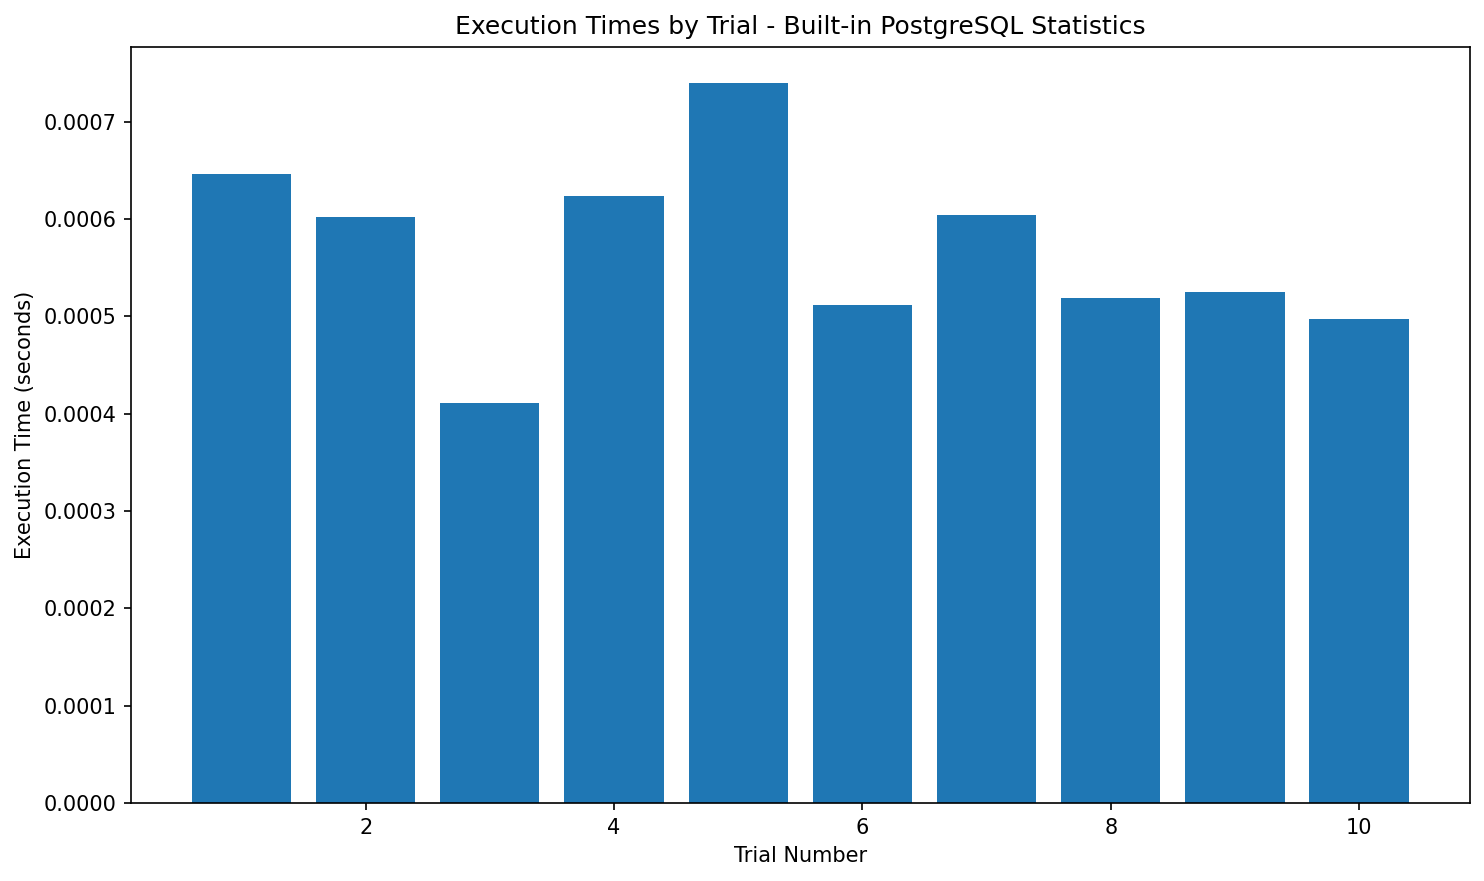 Execution Times by Trial - Built-in PostgreSQL Statistics
Execution Time (seconds)
0.0007
0.0006
0.0005
0.0004
0.0003
0.0002
0.0001
0.0000
2 4 6 8 10
Trial Number